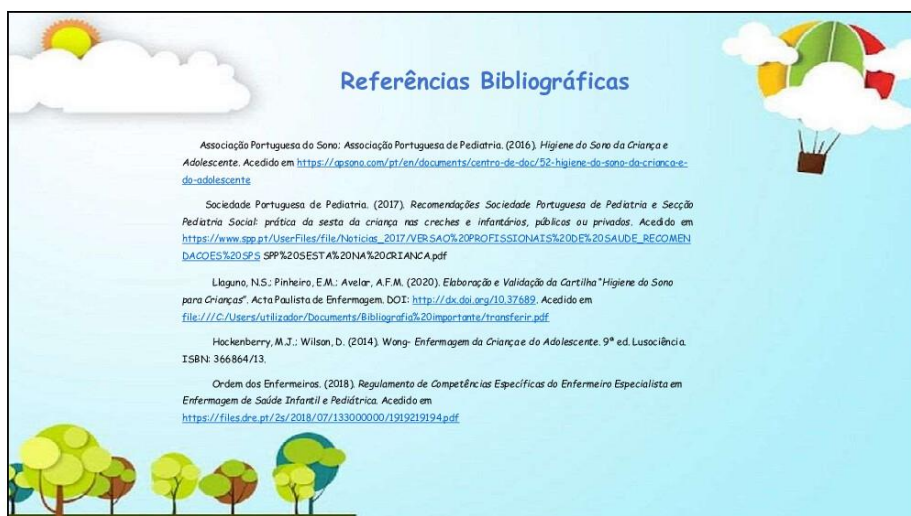 Referências Bibliográficas
Associação Portuguesa do Sono; Associação Portuguesa de Pediatria. (2016). Higiene do Sono da Criança e
Adolescente. Acedido em https://apsono.com/pt/en/documents/centro-de-doc/52-higiene-do-sono-da-crianca-e-
do-adolescente
Sociedade Portuguesa de Pediatria. (2017). Recomendações Sociedade Portuguesa de Pediatria e Secção
Pediatria Social: prática da sesta da criança nas creches e infantários, públicos ou privados. Acedido em
https://www.spp.pt/UserFiles/file/Noticias_2017/VERSAO%20PROFISSIONAIS%20DE%20SAUDE_RECOMEN
DACOES%20SPS SPP%20SESTA%20NA%20CRIANCA.pdf
Llaguno, N.S.; Pinheiro, E.M.; Avelar, A.F.M. (2020). Elaboração e Validação da Cartilha "Higiene do Sono
para Crianças". Acta Paulista de Enfermagem. DOI: http://dx.doi.org/10.37689. Acedido em
file:///C:/Users/utilizador/Documents/Bibliografia%20importante/transferir.pdf
Hockenberry, M.J.; Wilson, D. (2014). Wong- Enfermagem da Criança e do Adolescente. 9ª ed. Lusociência.
ISBN: 366864/13.
Ordem dos Enfermeiros. (2018). Regulamento de Competências Específicas do Enfermeiro Especialista em
Enfermagem de Saúde Infantil e Pediátrica. Acedido em
https://files.dre.pt/2s/2018/07/133000000/1919219194.pdf